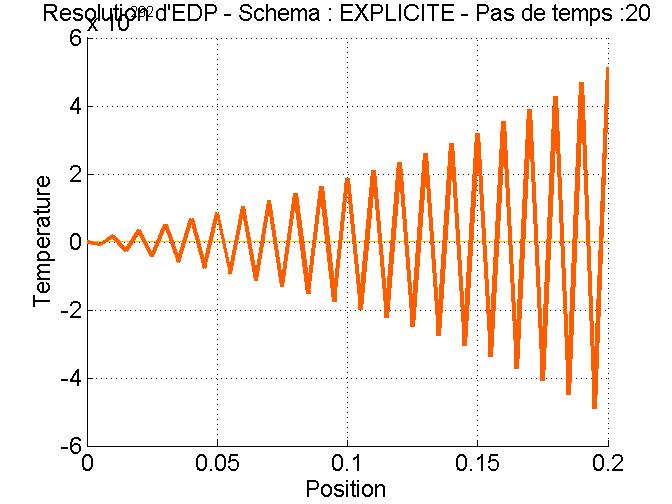 Resolution d'EDP - Schema : EXPLICITE - Pas de temps :20
x 10^292
6
4
2
0
-2
-4
-6
Temperature
0 0.05 0.1 0.15 0.2
Position